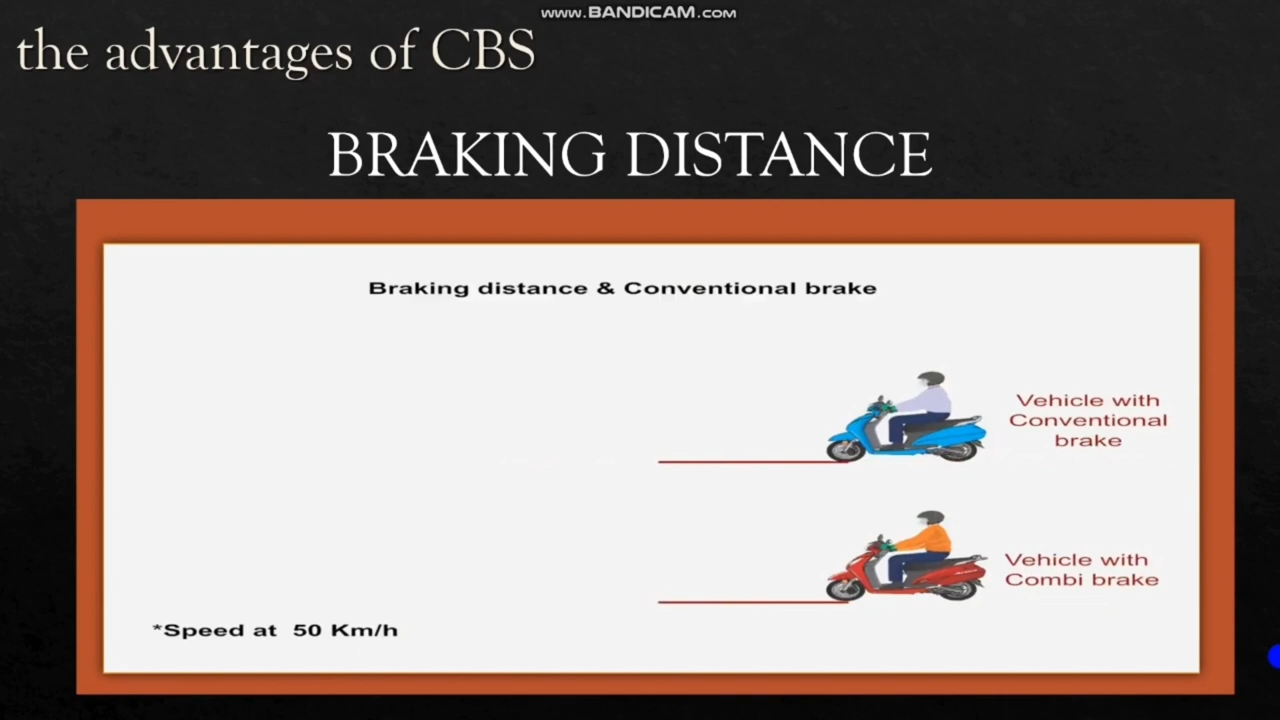 www.BANDICAM.com
the advantages of CBS
BRAKING DISTANCE
Braking distance & Conventional brake
Vehicle with
Conventional
brake
Vehicle with
Combi brake
*Speed at 50 Km/h